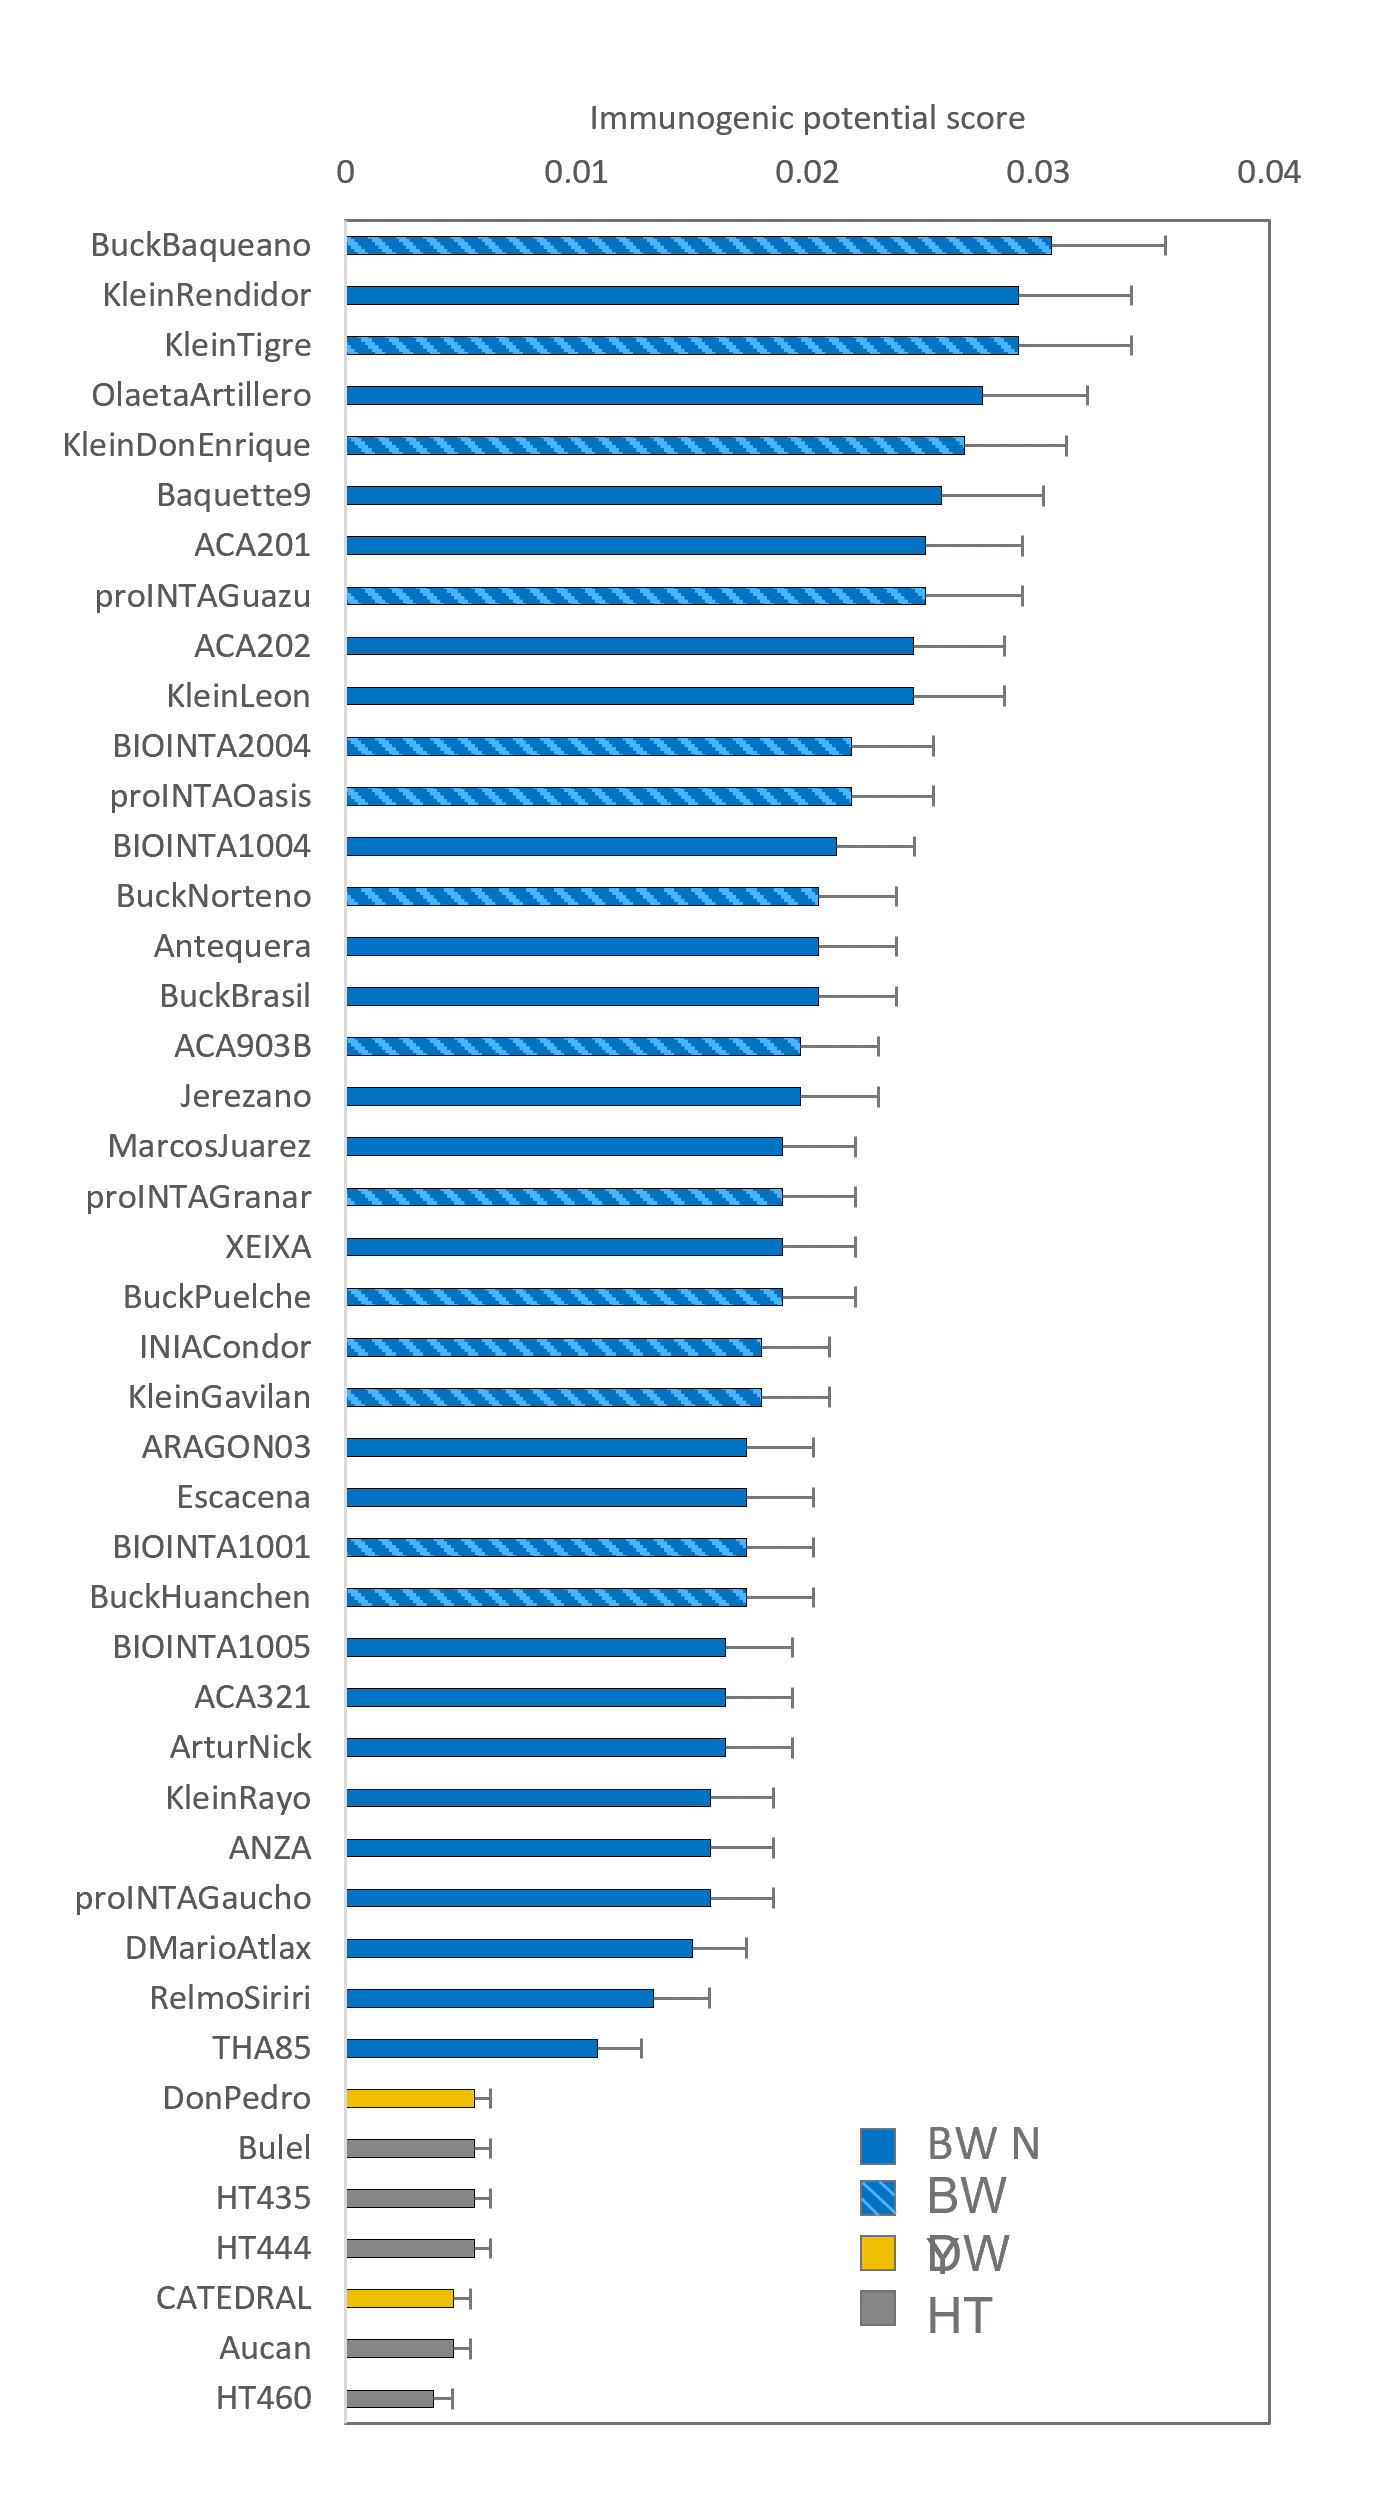 Immunogenic potential score
0 0.01 0.02 0.03 0.04
BuckBaqueano
KleinRendidor
KleinTigre
OlaetaArtillero
KleinDonEnrique
Baquette9
ACA201
proINTAGuazu
ACA202
KleinLeon
BIOINTA2004
proINTAOasis
BIOINTA1004
BuckNorteno
Antequera
BuckBrasil
ACA903B
Jerezano
MarcosJuarez
proINTAGranar
XEIXA
BuckPuelche
INIACondor
KleinGavilan
ARAGON03
Escacena
BIOINTA1001
BuckHuanchen
BIOINTA1005
ACA321
ArturNick
KleinRayo
ANZA
proINTAGaucho
DMarioAtlax
RelmoSiriri
THA85
DonPedro
Bulel
HT435
HT444
CATEDRAL
Aucan
HT460
BW N
BW
Y
DW
HT